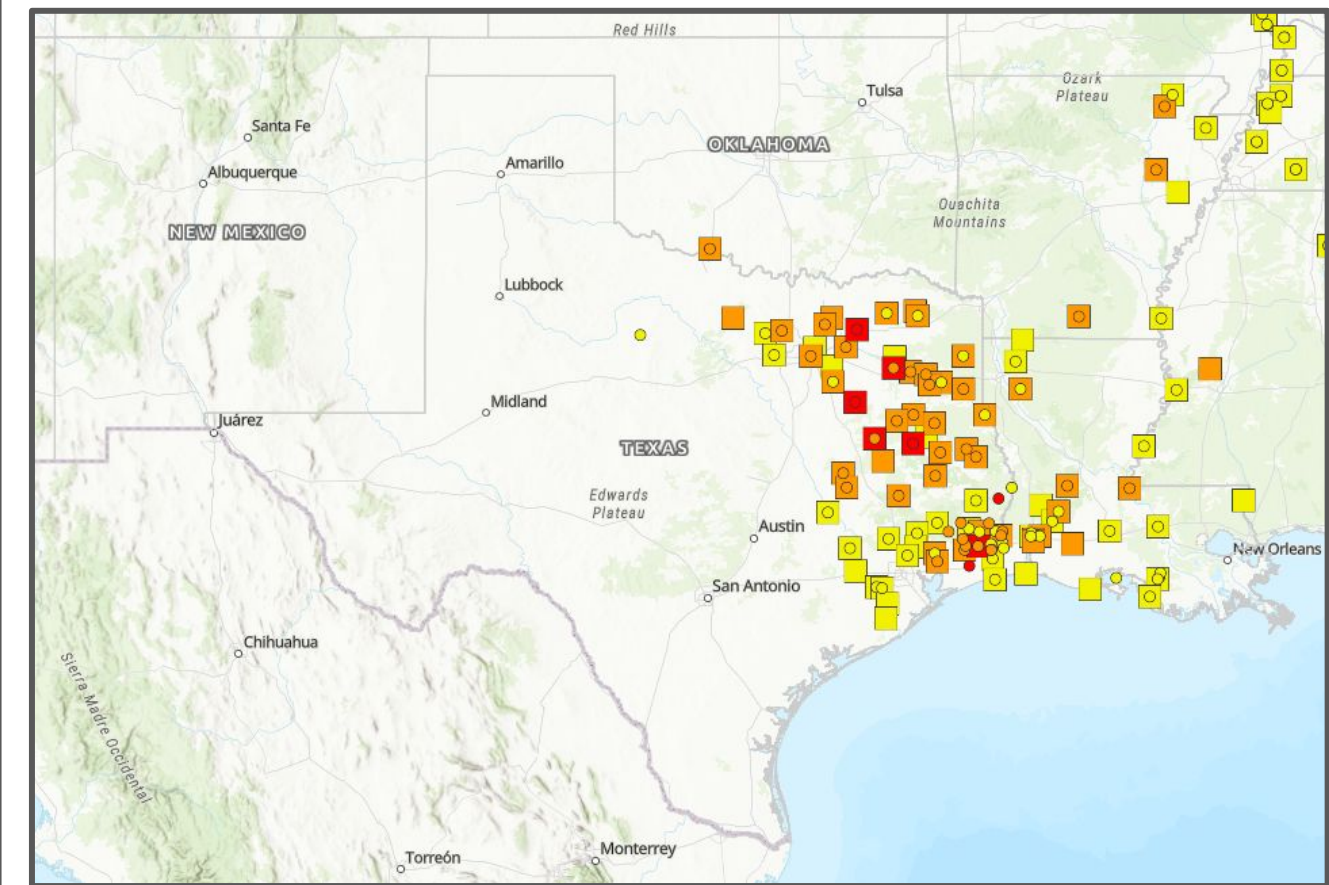 Red Hills
Ozark
Plateau
Tulsa
Santa Fe
OKLAHOMA
Amarillo
Albuquerque
Ouachita
Mountains
NEW MEXICO
Lubbock
Midland
Juárez
TEXAS
Edwards
Plateau
Austin
New Orleans
San Antonio
Chihuahua
Sierra Madre Occidental
Monterrey
Torreón